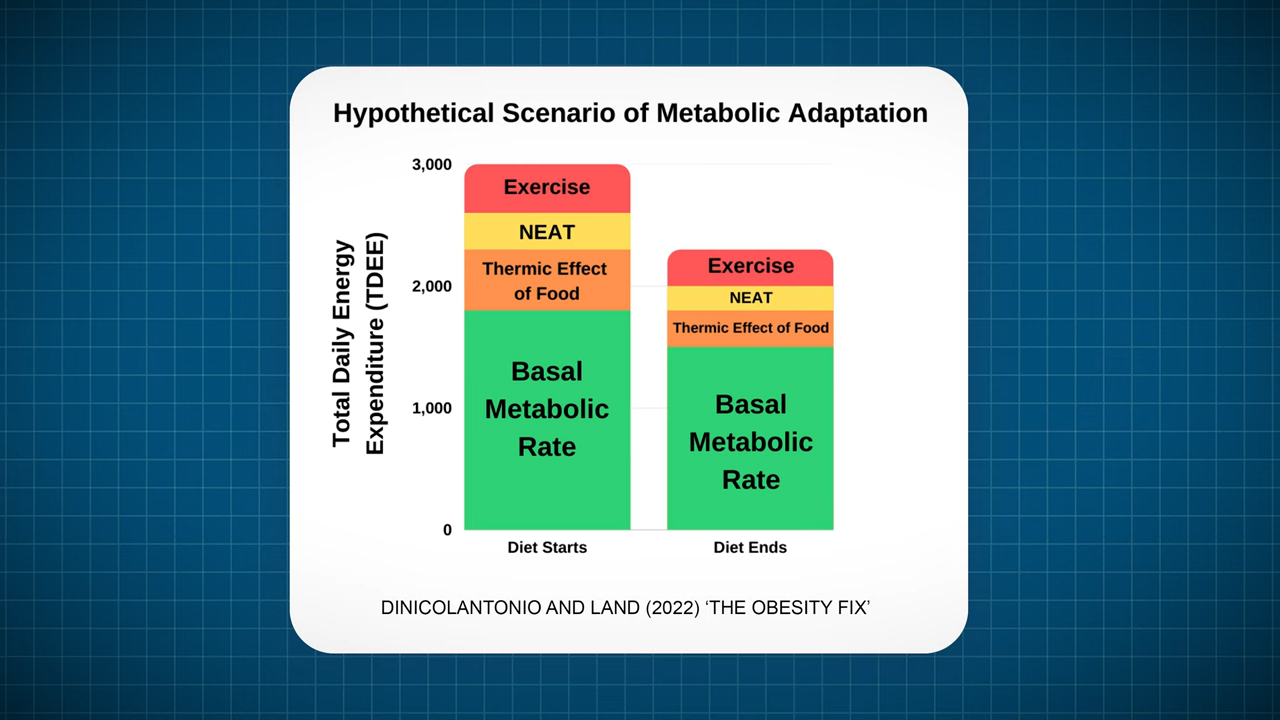 Hypothetical Scenario of Metabolic Adaptation
Total Daily Energy
Expenditure (TDEE)
3,000
2,000
1,000
0
Exercise
NEAT
Thermic Effect
of Food
Basal
Metabolic
Rate
Exercise
NEAT
Thermic Effect of Food
Basal
Metabolic
Rate
Diet Starts
Diet Ends
DINICOLANTONIO AND LAND (2022) ‘THE OBESITY FIX’